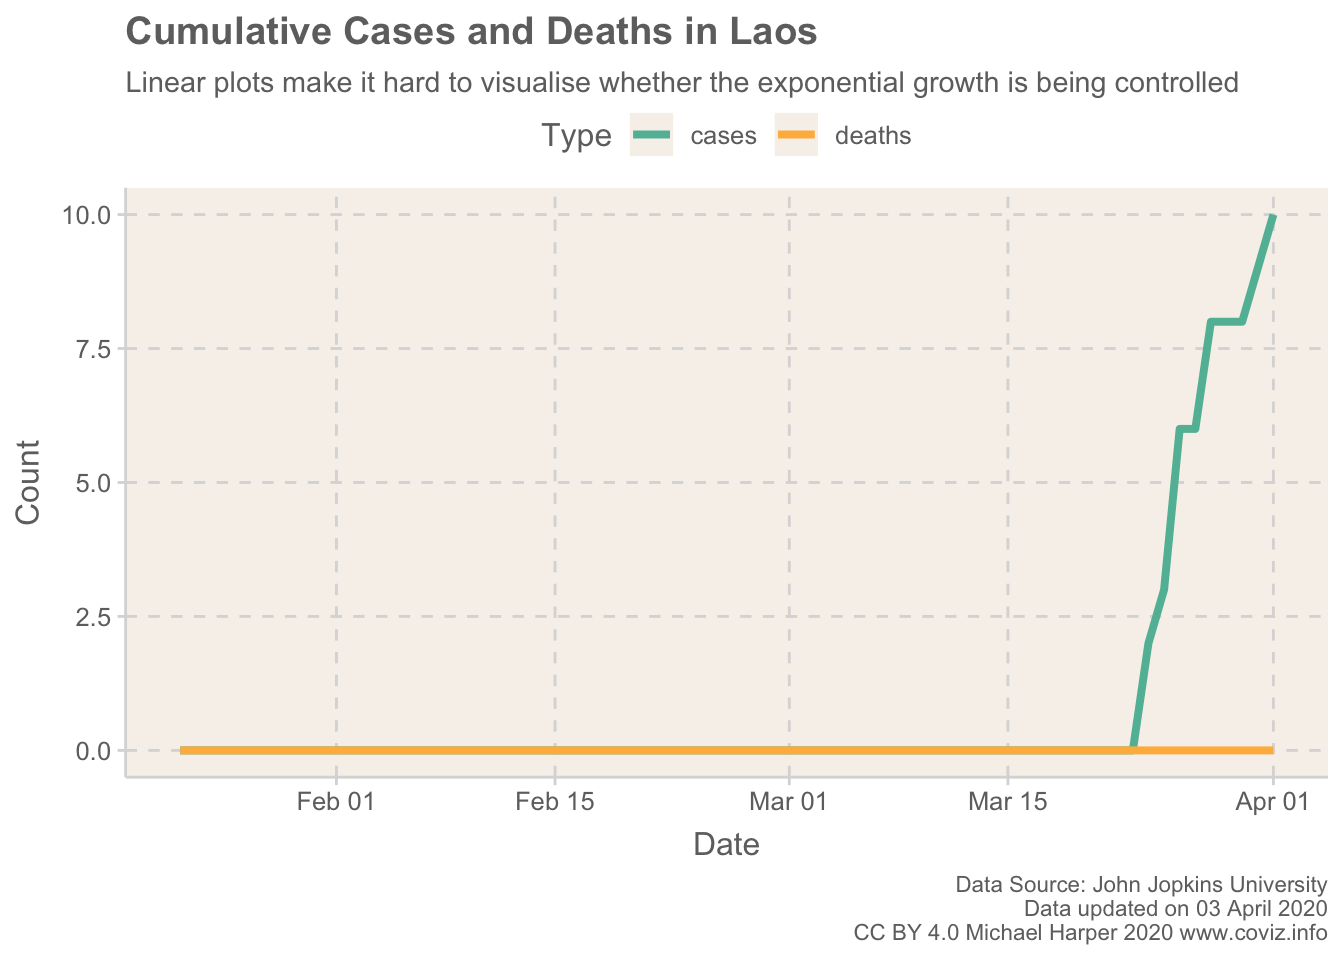 Cumulative Cases and Deaths in Laos
Linear plots make it hard to visualise whether the exponential growth is being controlled
Type cases deaths
10.0
7.5
5.0
2.5
0.0
Count
Feb 01 Feb 15 Mar 01 Mar 15 Apr 01
Date
Data Source: John Jopkins University
Data updated on 03 April 2020
CC BY 4.0 Michael Harper 2020 www.coviz.info